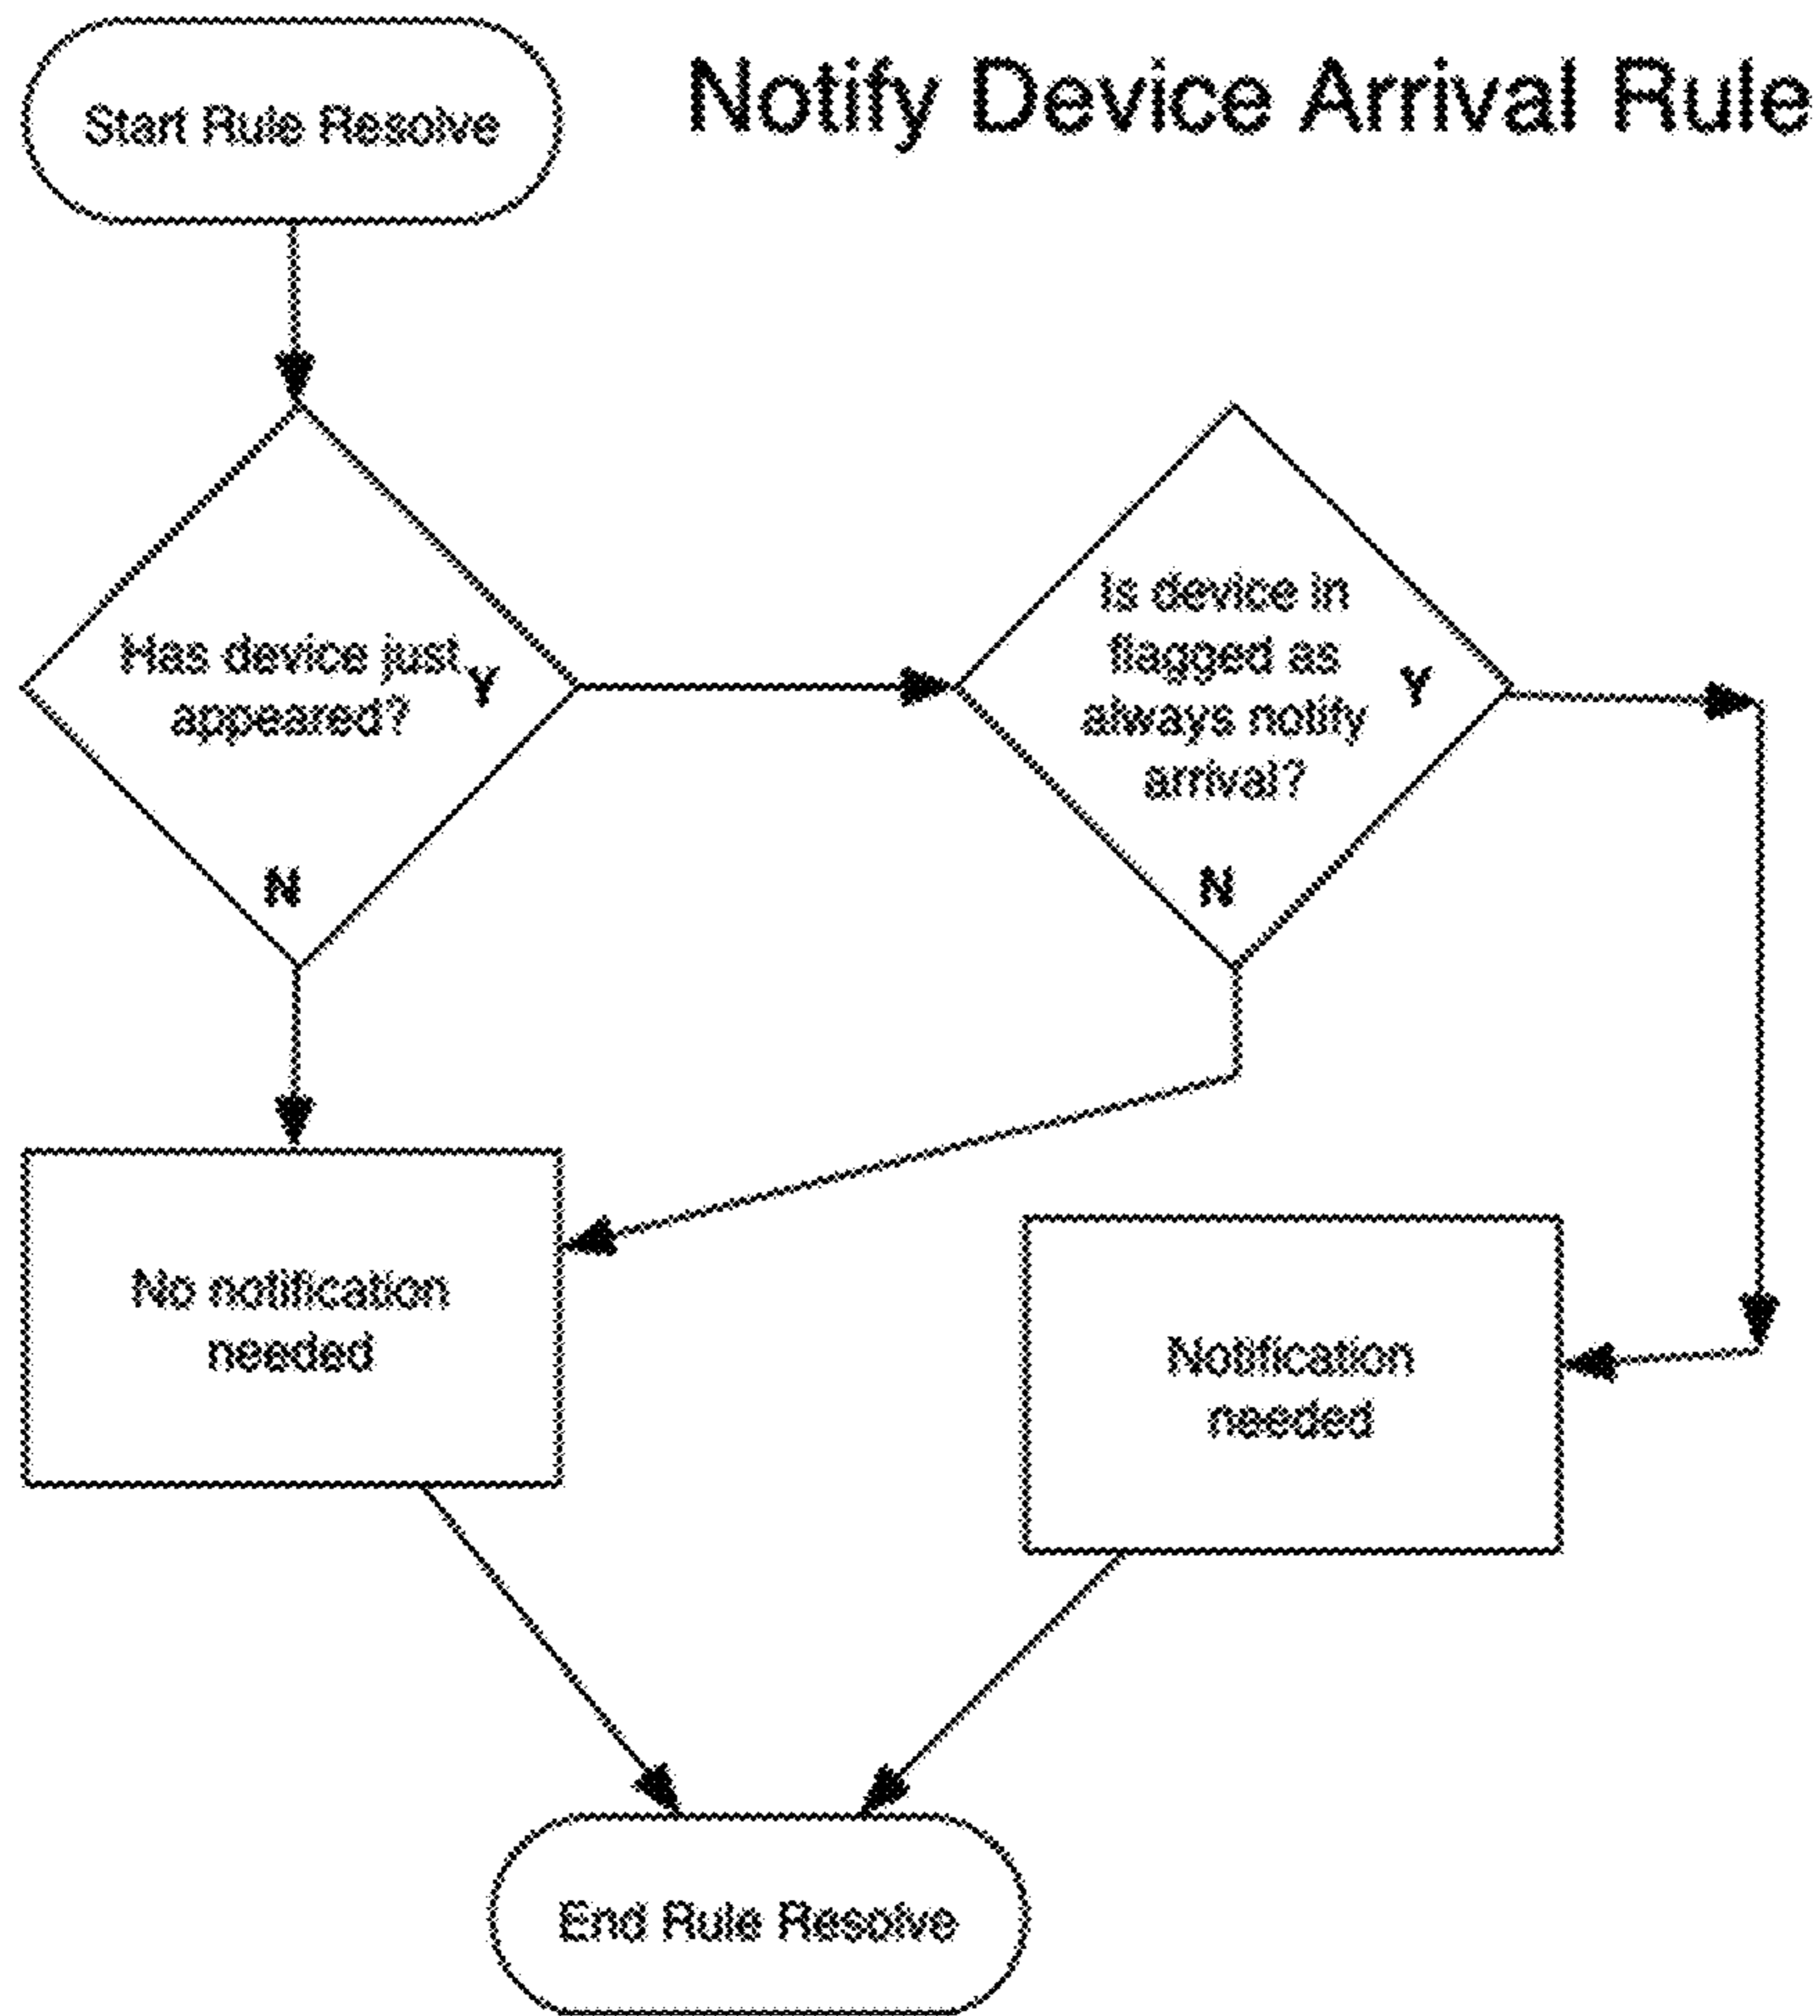 Notify Device Arrival Rule
Start Rule Resolve
Has device just
appeared?
Y
N
Is device in
flagged as
always notify
arrival?
Y
N
No notification
needed
Notification
needed
End Rule Resolve